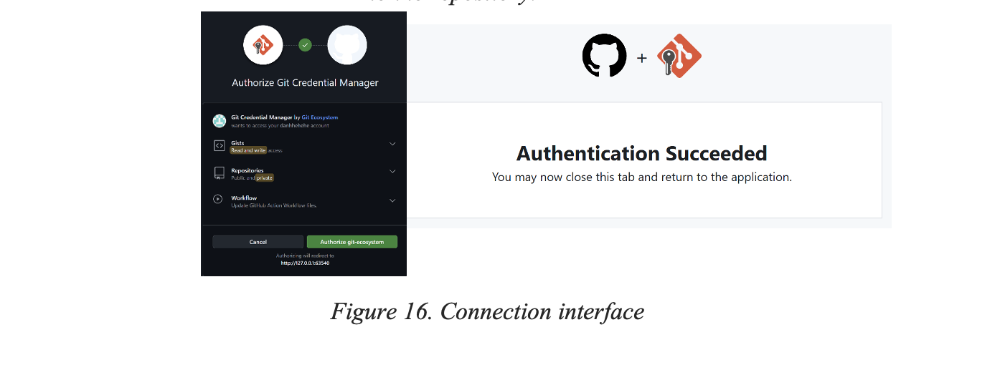 repository.
Authorize Git Credential Manager
Git Credential Manager by Git Ecosystem
wants to access your danhhehehe account
Gists
Read and write access
Repositories
Public and private
Workflow
Update GitHub Action Workflow files.
Cancel
Authorize git-ecosystem
Authorizing will redirect to
http://127.0.0.1:63540
+
Authentication Succeeded
You may now close this tab and return to the application.
Figure 16. Connection interface